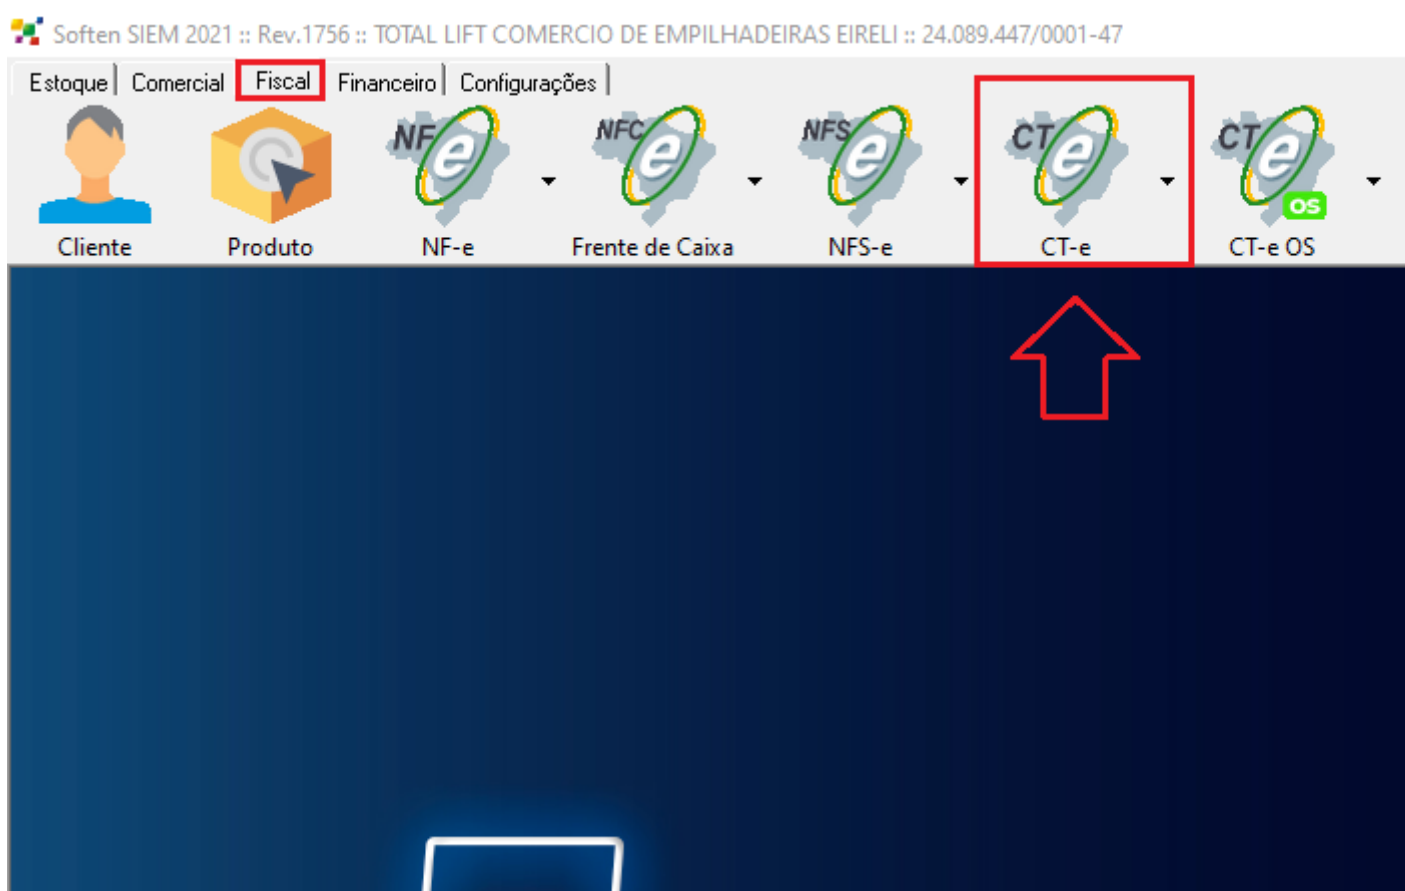 Soften SIEM 2021 :: Rev.1756 :: TOTAL LIFT COMERCIO DE EMPILHADEIRAS EIRELI :: 24.089.447/0001-47
Estoque Comercial Fiscal Financeiro Configurações
NF e NFC e NFS e CT e CT e OS
Cliente Produto NF-e Frente de Caixa NFS-e CT-e CT-e OS